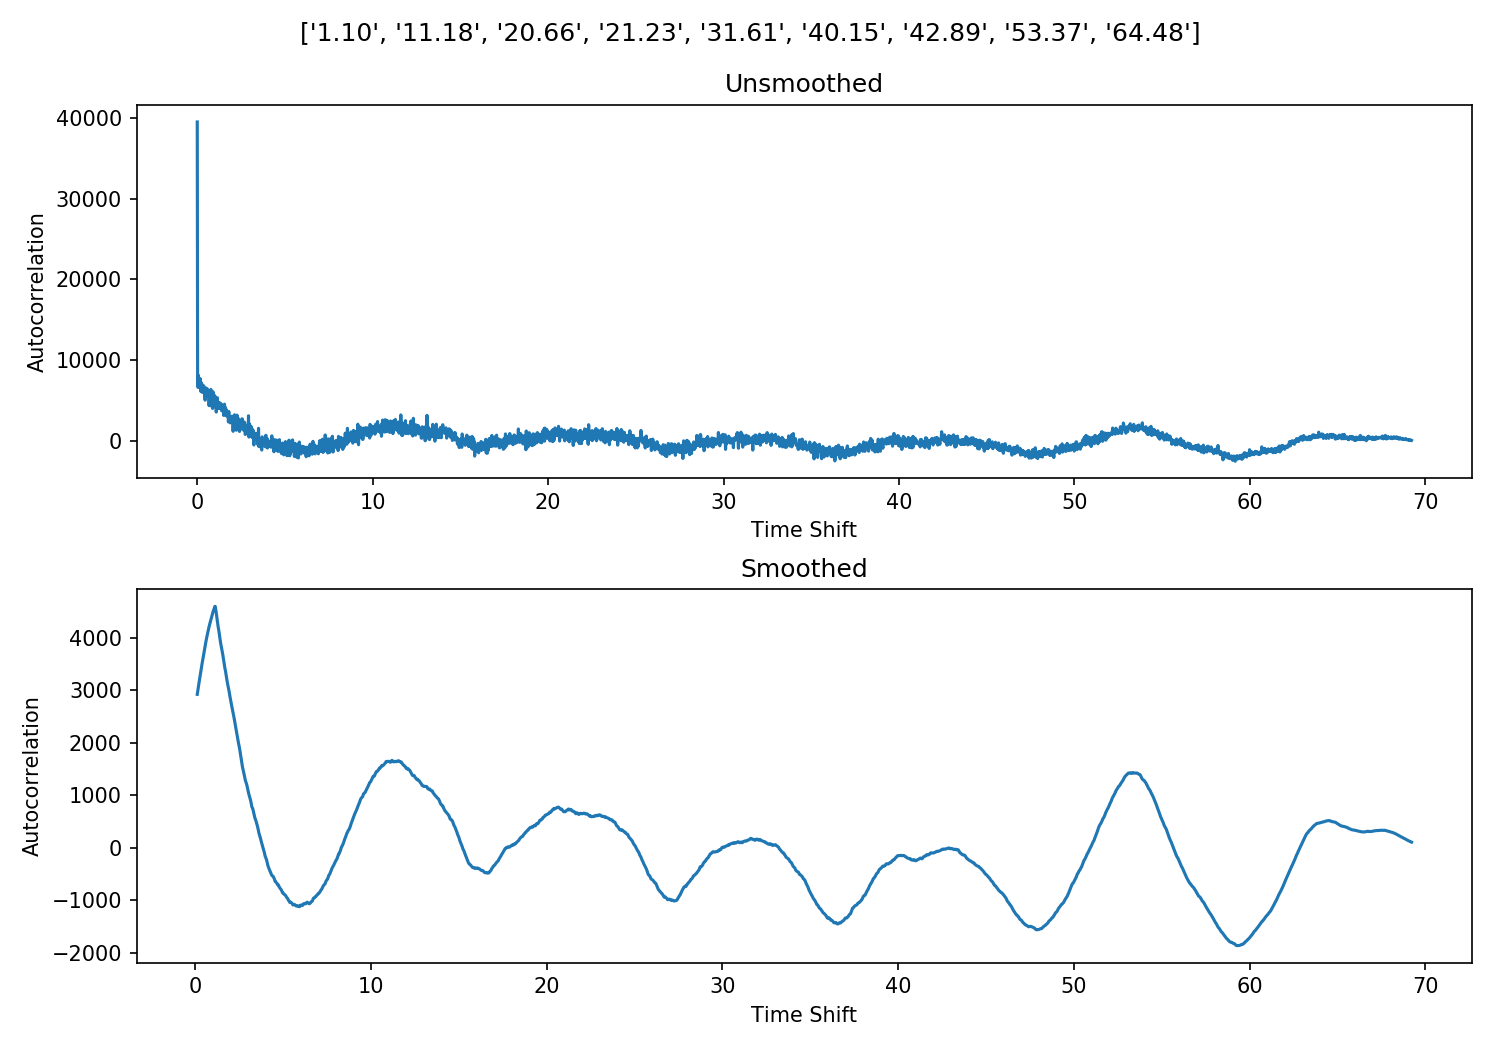 ['1.10', '11.18', '20.66', '21.23', '31.61', '40.15', '42.89', '53.37', '64.48']
Unsmoothed
Autocorrelation
40000
30000
20000
10000
0
0 10 20 30 40 50 60 70
Time Shift
Smoothed
Autocorrelation
4000
3000
2000
1000
0
−1000
−2000
0 10 20 30 40 50 60 70
Time Shift